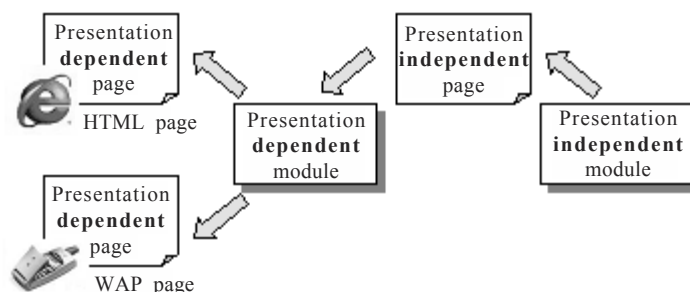 Presentation
dependent
page
HTML page
Presentation
dependent
module
Presentation
independent
page
Presentation
independent
module
Presentation
dependent
page
WAP page